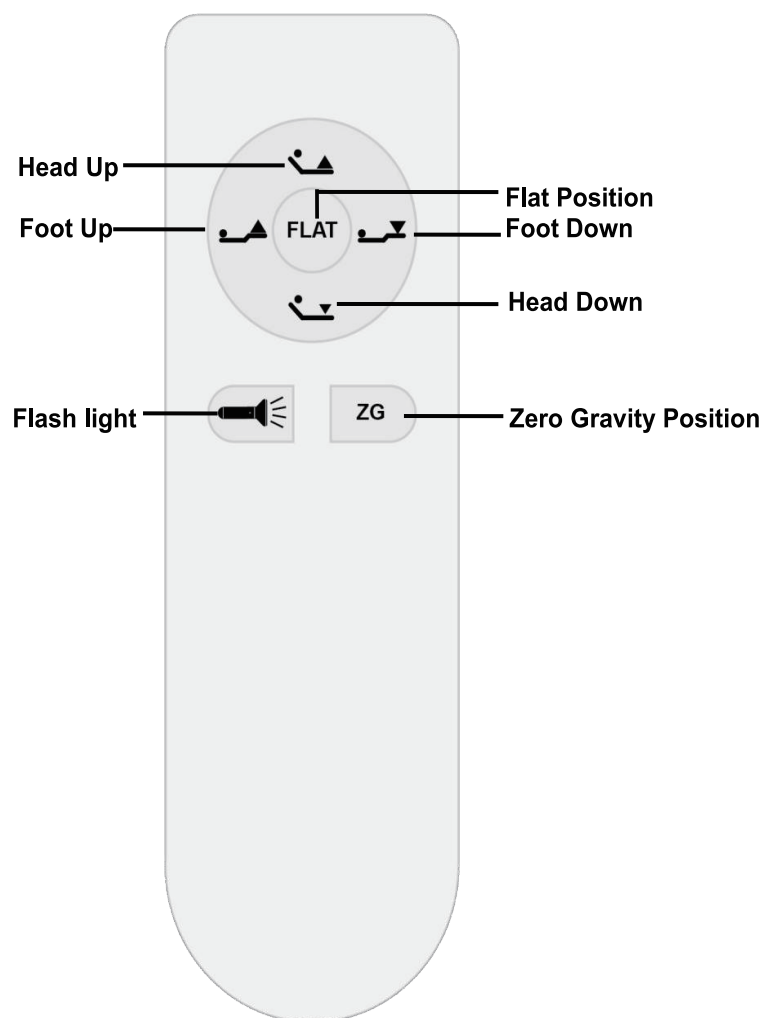 Head Up
Flat Position
Foot Up
FLAT
Foot Down
Head Down
Flash light
ZG
Zero Gravity Position